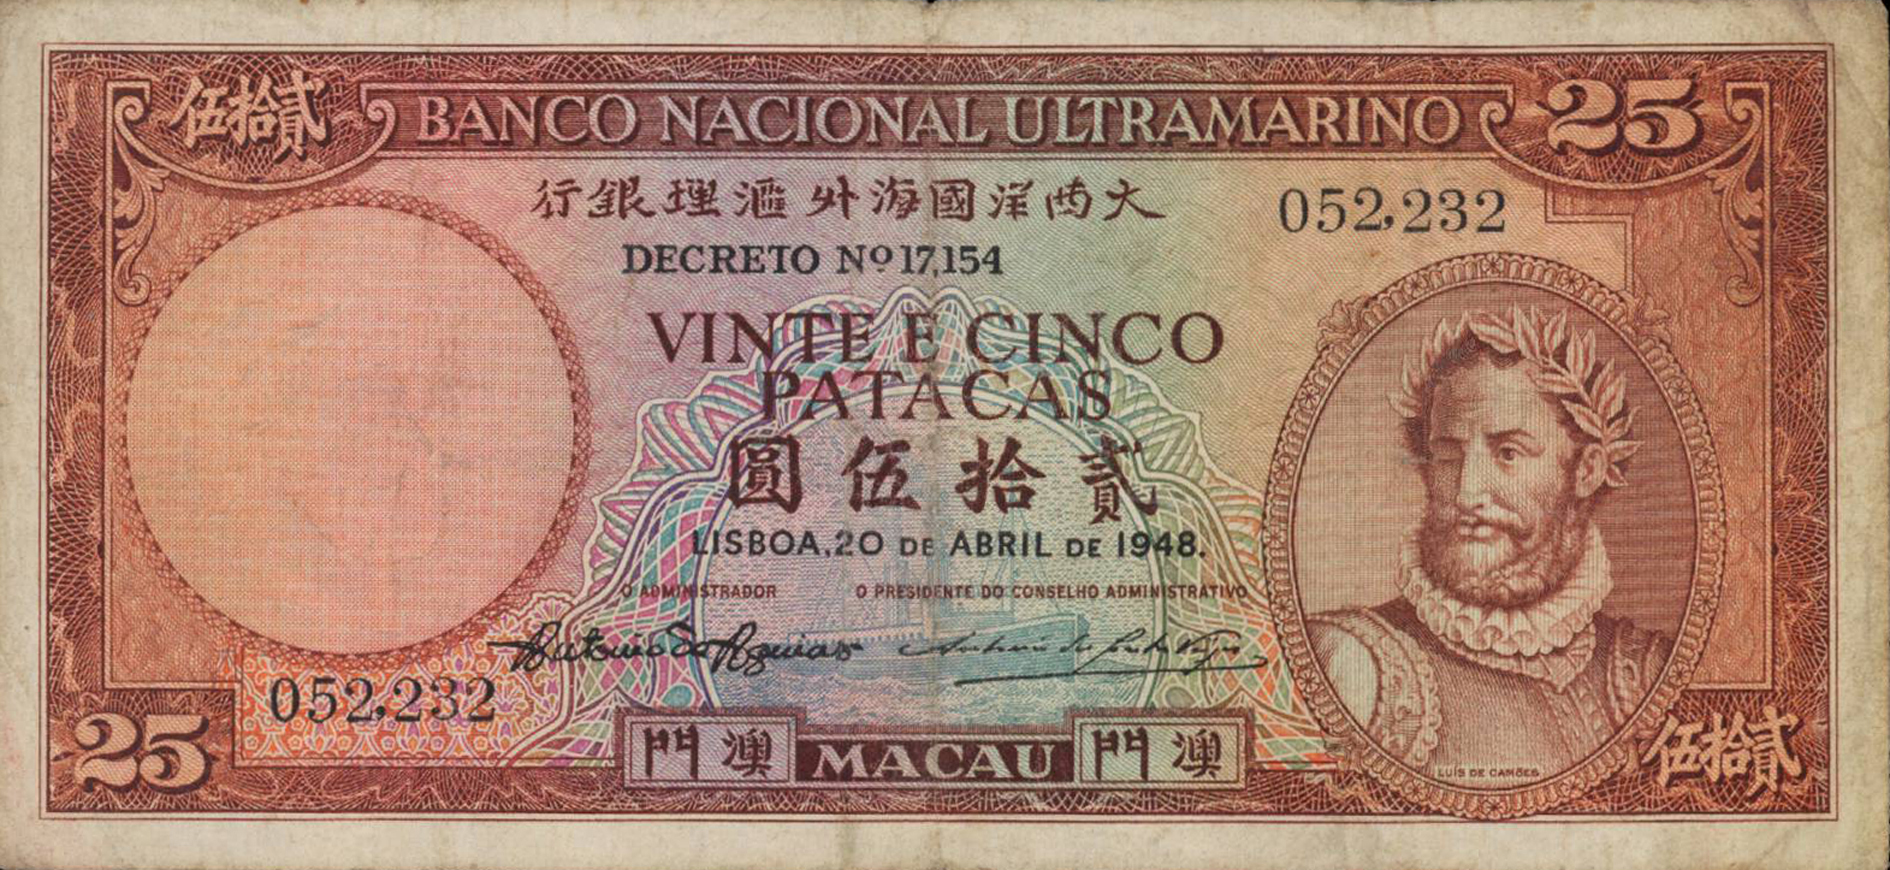 伍拾貳
BANCO NACIONAL ULTRAMARINO
25
行銀理滙外海國洋西大
052,232
DECRETO Nº 17,154
VINTE E CINCO
PATACAS
圓伍拾貳
LISBOA, 20 DE ABRIL DE 1948.
O ADMINISTRADOR
O PRESIDENTE DO CONSELHO ADMINISTRATIVO
052,232
25
門澳
MACAU
門澳
LUÍS DE CAMÕES
伍拾貳